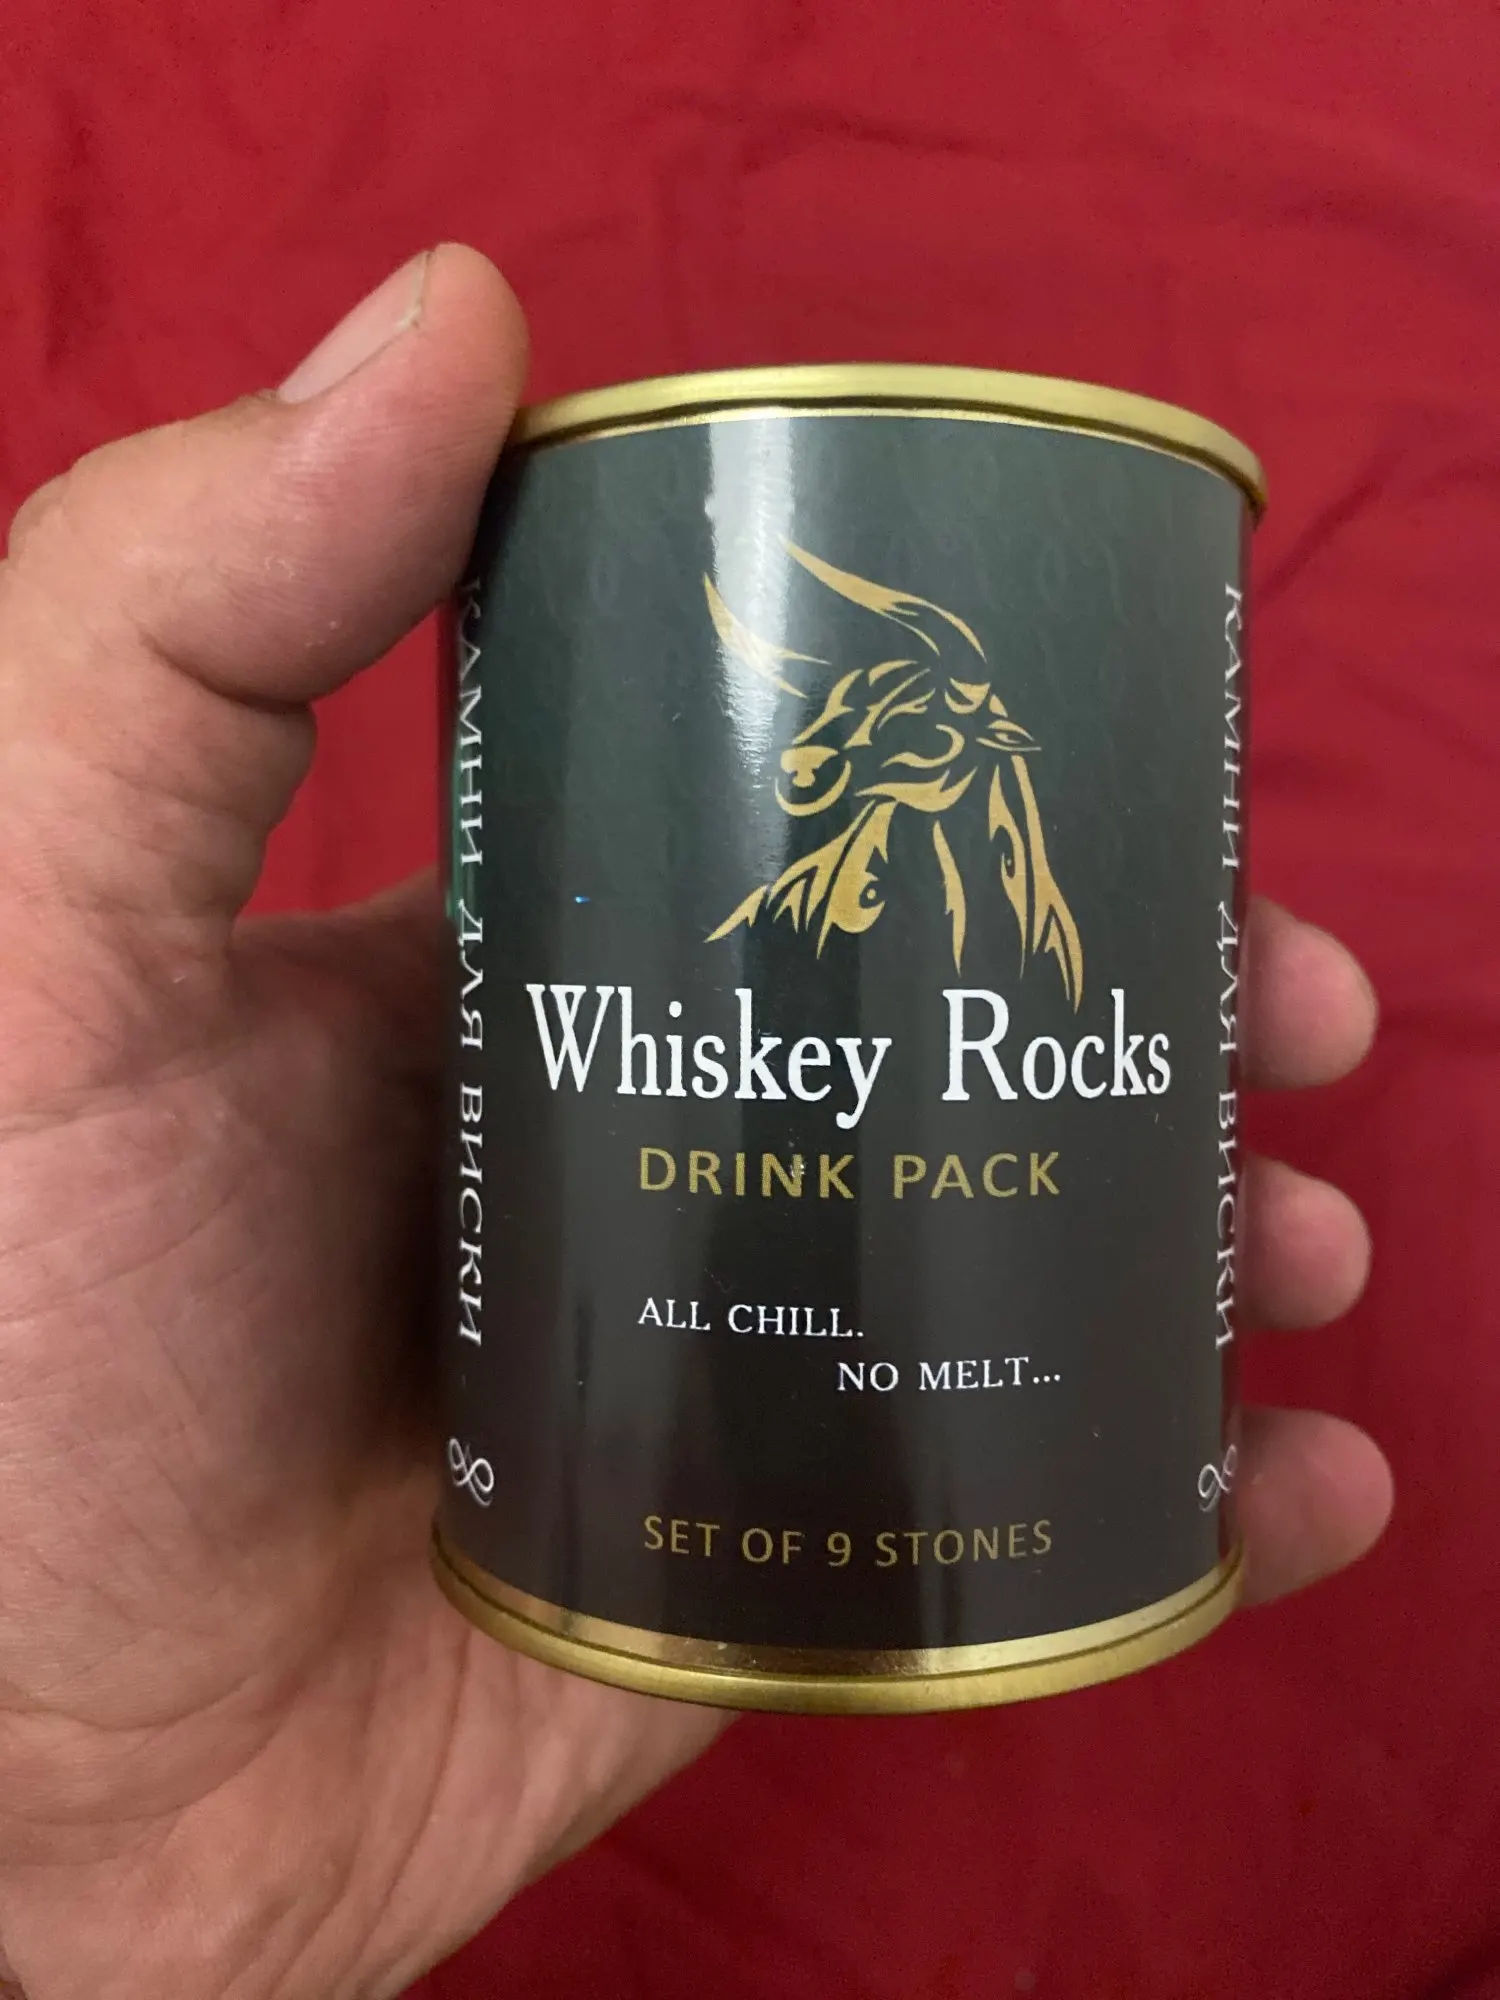 КАМНИ ДЛЯ ВИСКИ
Whiskey Rocks
DRINK PACK
ALL CHILL.
NO MELT...
SET OF 9 STONES
КАМНИ ДЛЯ ВИСКИ